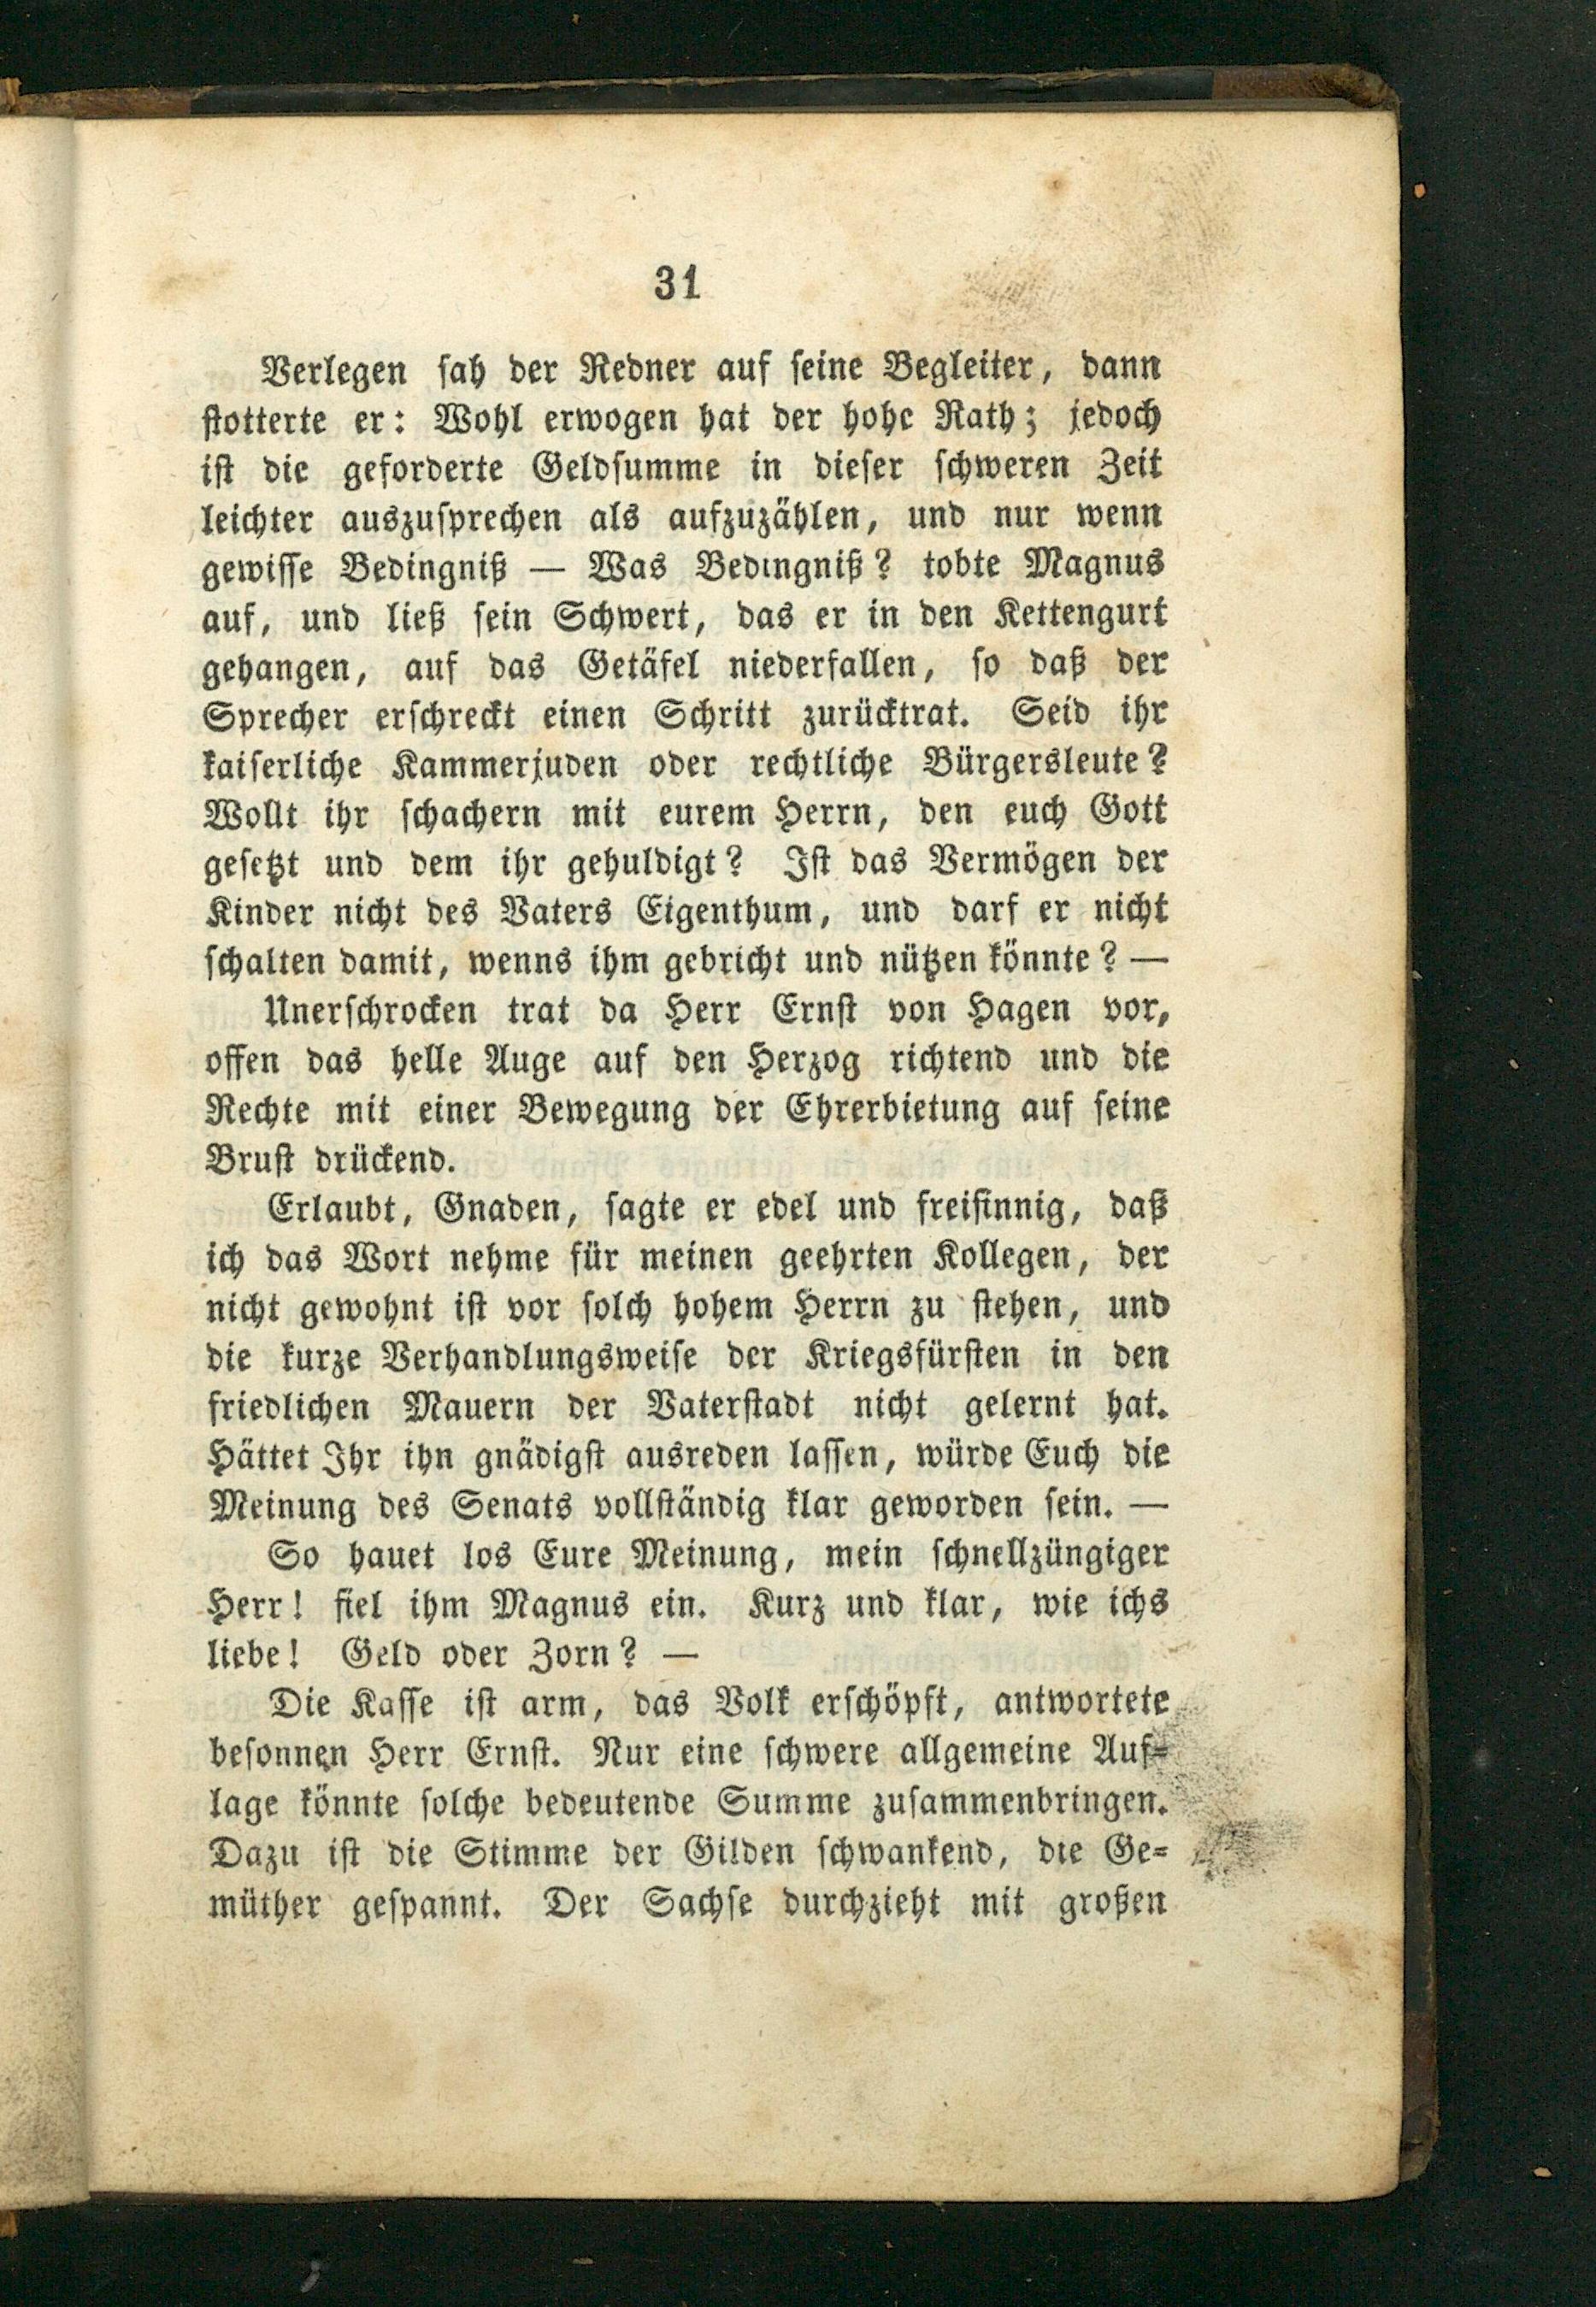 31
Verlegen sah der Redner auf seine Begleiter, dann
stotterte er: Wohl erwogen hat der hohe Rath; jedoch
ist die geforderte Geldsumme in dieser schweren Zeit
leichter auszusprechen als aufzuzählen, und nur wenn
gewisse Bedingniß — Was Bedingniß? tobte Magnus
auf, und ließ sein Schwert, das er in den Kettengurt
gehangen, auf das Getäfel niederfallen, so daß der
Sprecher erschreckt einen Schritt zurücktrat. Seid ihr
kaiserliche Kammerjuden oder rechtliche Bürgersleute?
Wollt ihr schachern mit eurem Herrn, den euch Gott
gesetzt und dem ihr gehuldigt? Ist das Vermögen der
Kinder nicht des Vaters Eigenthum, und darf er nicht
schalten damit, wenns ihm gebricht und nützen könnte? —
Unerschrocken trat da Herr Ernst von Hagen vor,
offen das helle Auge auf den Herzog richtend und die
Rechte mit einer Bewegung der Ehrerbietung auf seine
Brust drückend.
Erlaubt, Gnaden, sagte er edel und freisinnig, daß
ich das Wort nehme für meinen geehrten Kollegen, der
nicht gewohnt ist vor solch hohem Herrn zu stehen, und
die kurze Verhandlungsweise der Kriegsfürsten in den
friedlichen Mauern der Vaterstadt nicht gelernt hat.
Hättet Ihr ihn gnädigst ausreden lassen, würde Euch die
Meinung des Senats vollständig klar geworden sein. —
So hauet los Eure Meinung, mein schnellzüngiger
Herr! fiel ihm Magnus ein. Kurz und klar, wie ichs
liebe! Geld oder Zorn? —
Die Kasse ist arm, das Volk erschöpft, antwortete
besonnen Herr Ernst. Nur eine schwere allgemeine Auf-
lage könnte solche bedeutende Summe zusammenbringen.
Dazu ist die Stimme der Gilden schwankend, die Ge-
müther gespannt. Der Sachse durchzieht mit großen